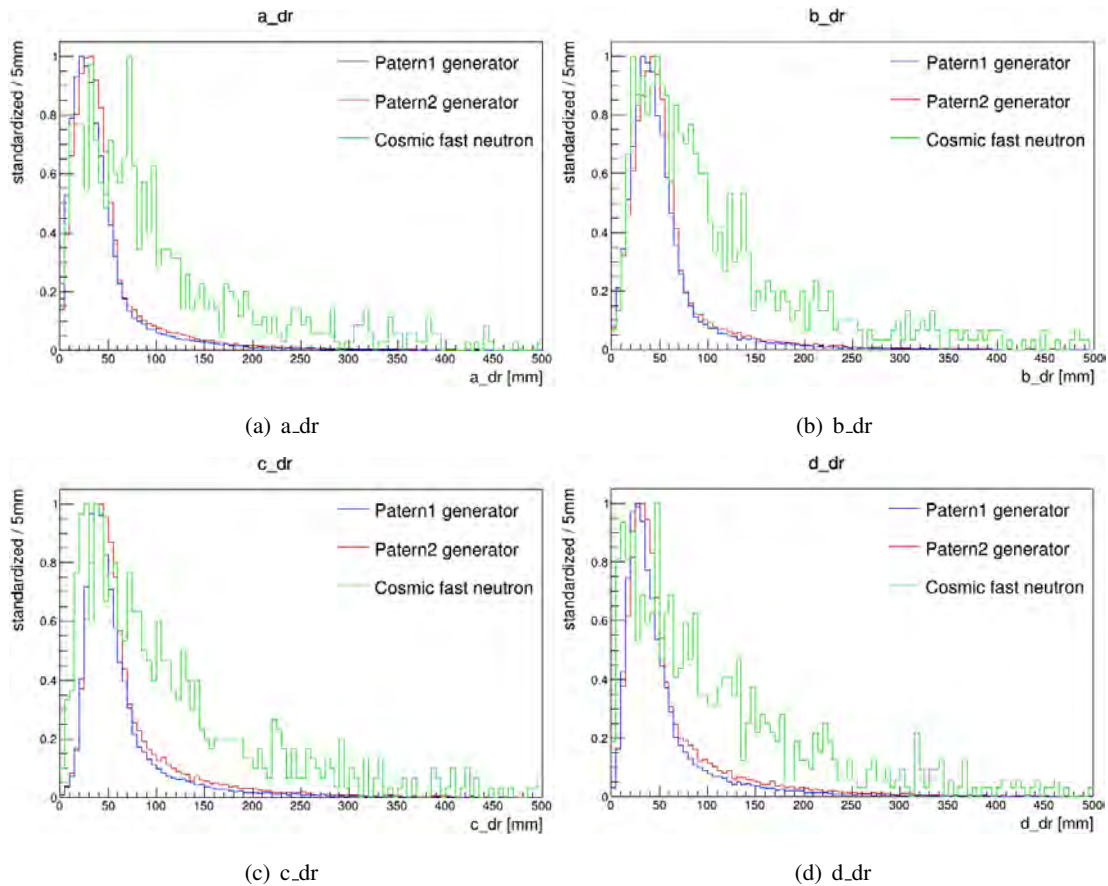 a_dr
standardized / 5mm
1
0.8
0.6
0.4
0.2
0
0 50 100 150 200 250 300 350 400 450 500
a_dr [mm]
Patern1 generator
Patern2 generator
Cosmic fast neutron
(a) a_dr
b_dr
standardized / 5mm
1
0.8
0.6
0.4
0.2
0
0 50 100 150 200 250 300 350 400 450 500
b_dr [mm]
Patern1 generator
Patern2 generator
Cosmic fast neutron
(b) b_dr
c_dr
standardized / 5mm
1
0.8
0.6
0.4
0.2
0
0 50 100 150 200 250 300 350 400 450 500
c_dr [mm]
Patern1 generator
Patern2 generator
Cosmic fast neutron
(c) c_dr
d_dr
standardized / 5mm
1
0.8
0.6
0.4
0.2
0
0 50 100 150 200 250 300 350 400 450 500
d_dr [mm]
Patern1 generator
Patern2 generator
Cosmic fast neutron
(d) d_dr